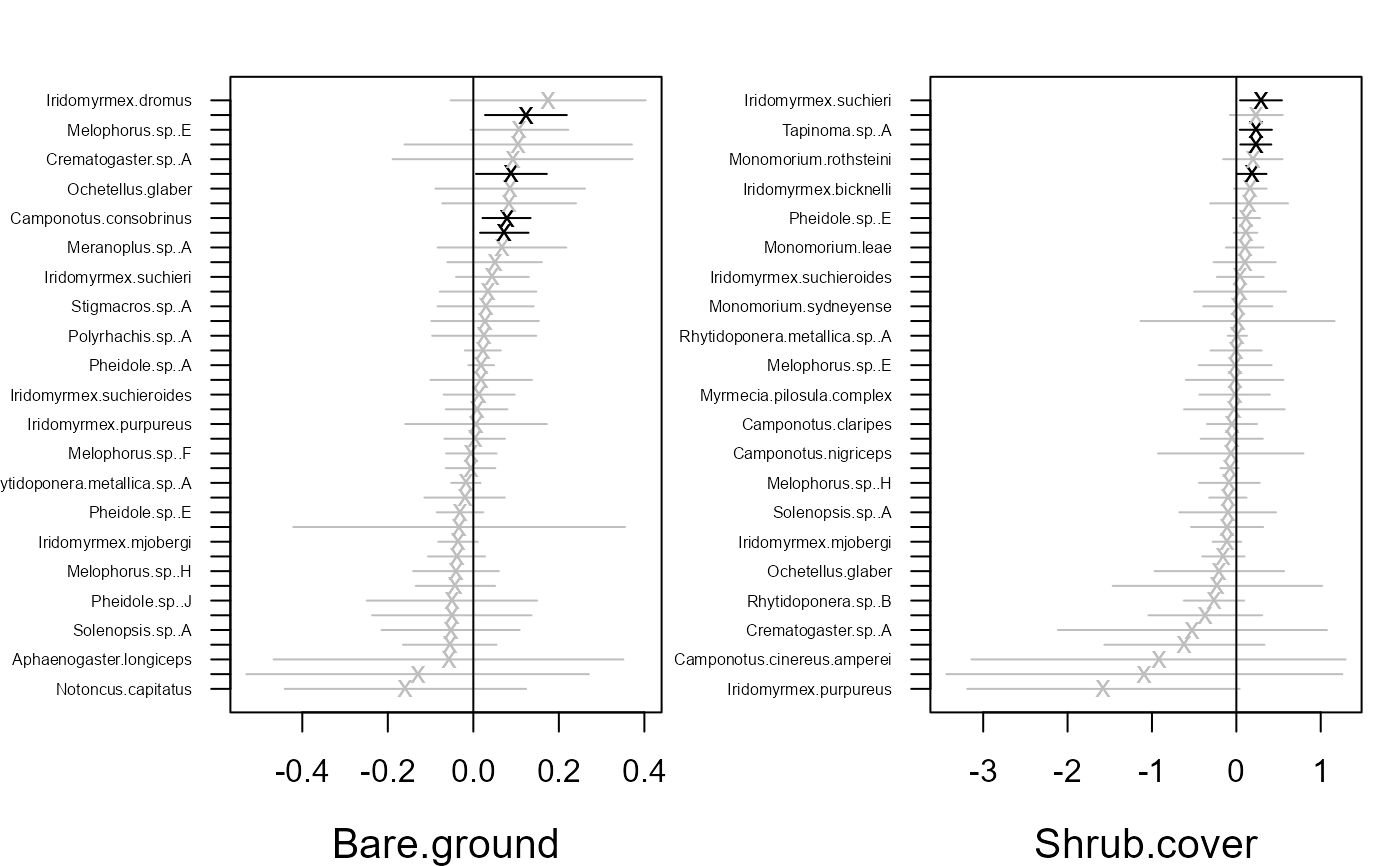 Iridomyrmex.dromus
Melophorus.sp..E
Crematogaster.sp..A
Ochetellus.glaber
Camponotus.consobrinus
Meranoplus.sp..A
Iridomyrmex.suchieri
Stigmacros.sp..A
Polyrhachis.sp..A
Pheidole.sp..A
Iridomyrmex.suchieroides
Iridomyrmex.purpureus
Melophorus.sp..F
ytidoponera.metallica.sp..A
Pheidole.sp..E
Iridomyrmex.mjobergi
Melophorus.sp..H
Pheidole.sp..J
Solenopsis.sp..A
Aphaenogaster.longiceps
Notoncus.capitatus
-0.4 -0.2 0.0 0.2 0.4
Bare.ground
Iridomyrmex.suchieri
Tapinoma.sp..A
Monomorium.rothsteini
Iridomyrmex.bicknelli
Pheidole.sp..E
Monomorium.leae
Iridomyrmex.suchieroides
Monomorium.sydneyense
Rhytidoponera.metallica.sp..A
Melophorus.sp..E
Myrmecia.pilosula.complex
Camponotus.claripes
Camponotus.nigriceps
Melophorus.sp..H
Solenopsis.sp..A
Iridomyrmex.mjobergi
Ochetellus.glaber
Rhytidoponera.sp..B
Crematogaster.sp..A
Camponotus.cinereus.amperei
Iridomyrmex.purpureus
-3 -2 -1 0 1
Shrub.cover